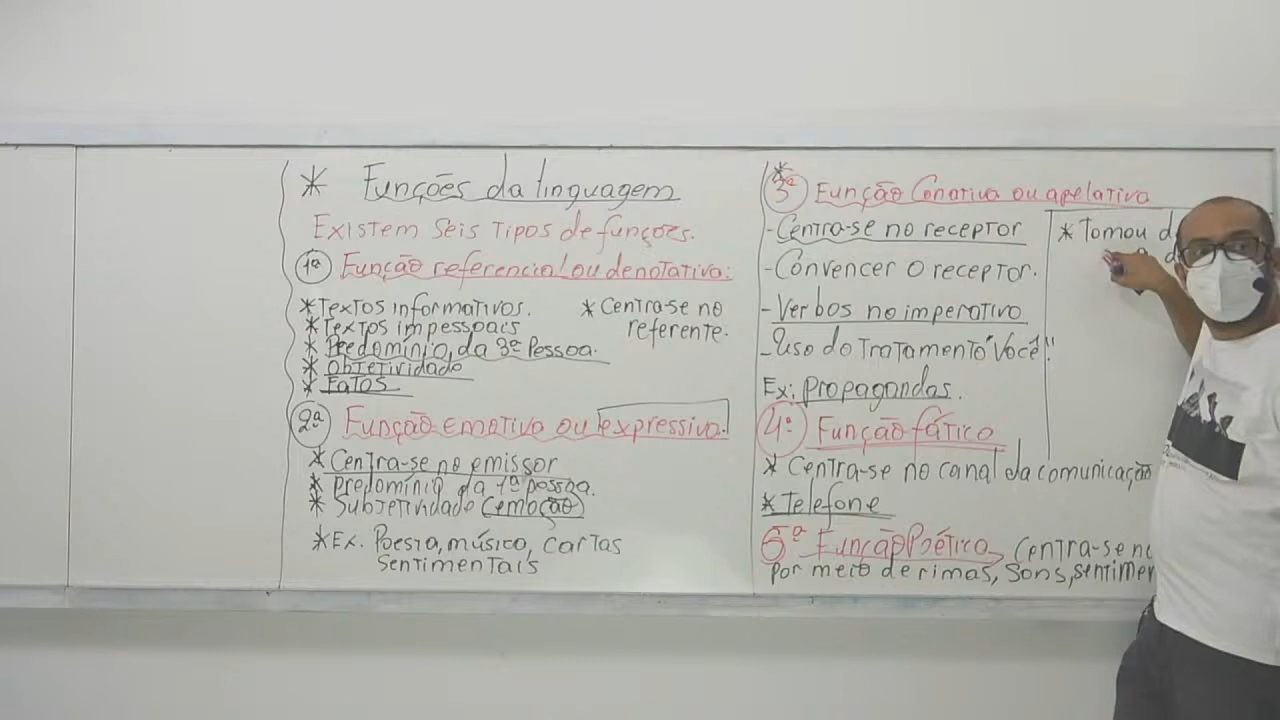 * Funções da linguagem
Existem seis tipos de funções.
1ª Função referencial ou denotativa:
* Textos informativos.
* Textos impessoais
* Predomínio da 3ª pessoa.
* Objetividade
* Fatos
* Centra-se no
referente.
2ª Função emotiva ou expressiva.
* Centra-se no emissor
* Predomínio da 1ª pessoa.
* Subjetividade (emoção)
* Ex. Poesia, música, cartas
sentimentais
* 3ª Função Conativa ou apelativa
- Centra-se no receptor
- Convencer o receptor.
- Verbos no imperativo
- Uso do tratamento "Você".
Ex: Propagandas.
* Tomou
4ª Função fática
* Centra-se no canal da comunicação
* Telefone
5ª Função Poética, Centra-se
por meio de rimas, sons,